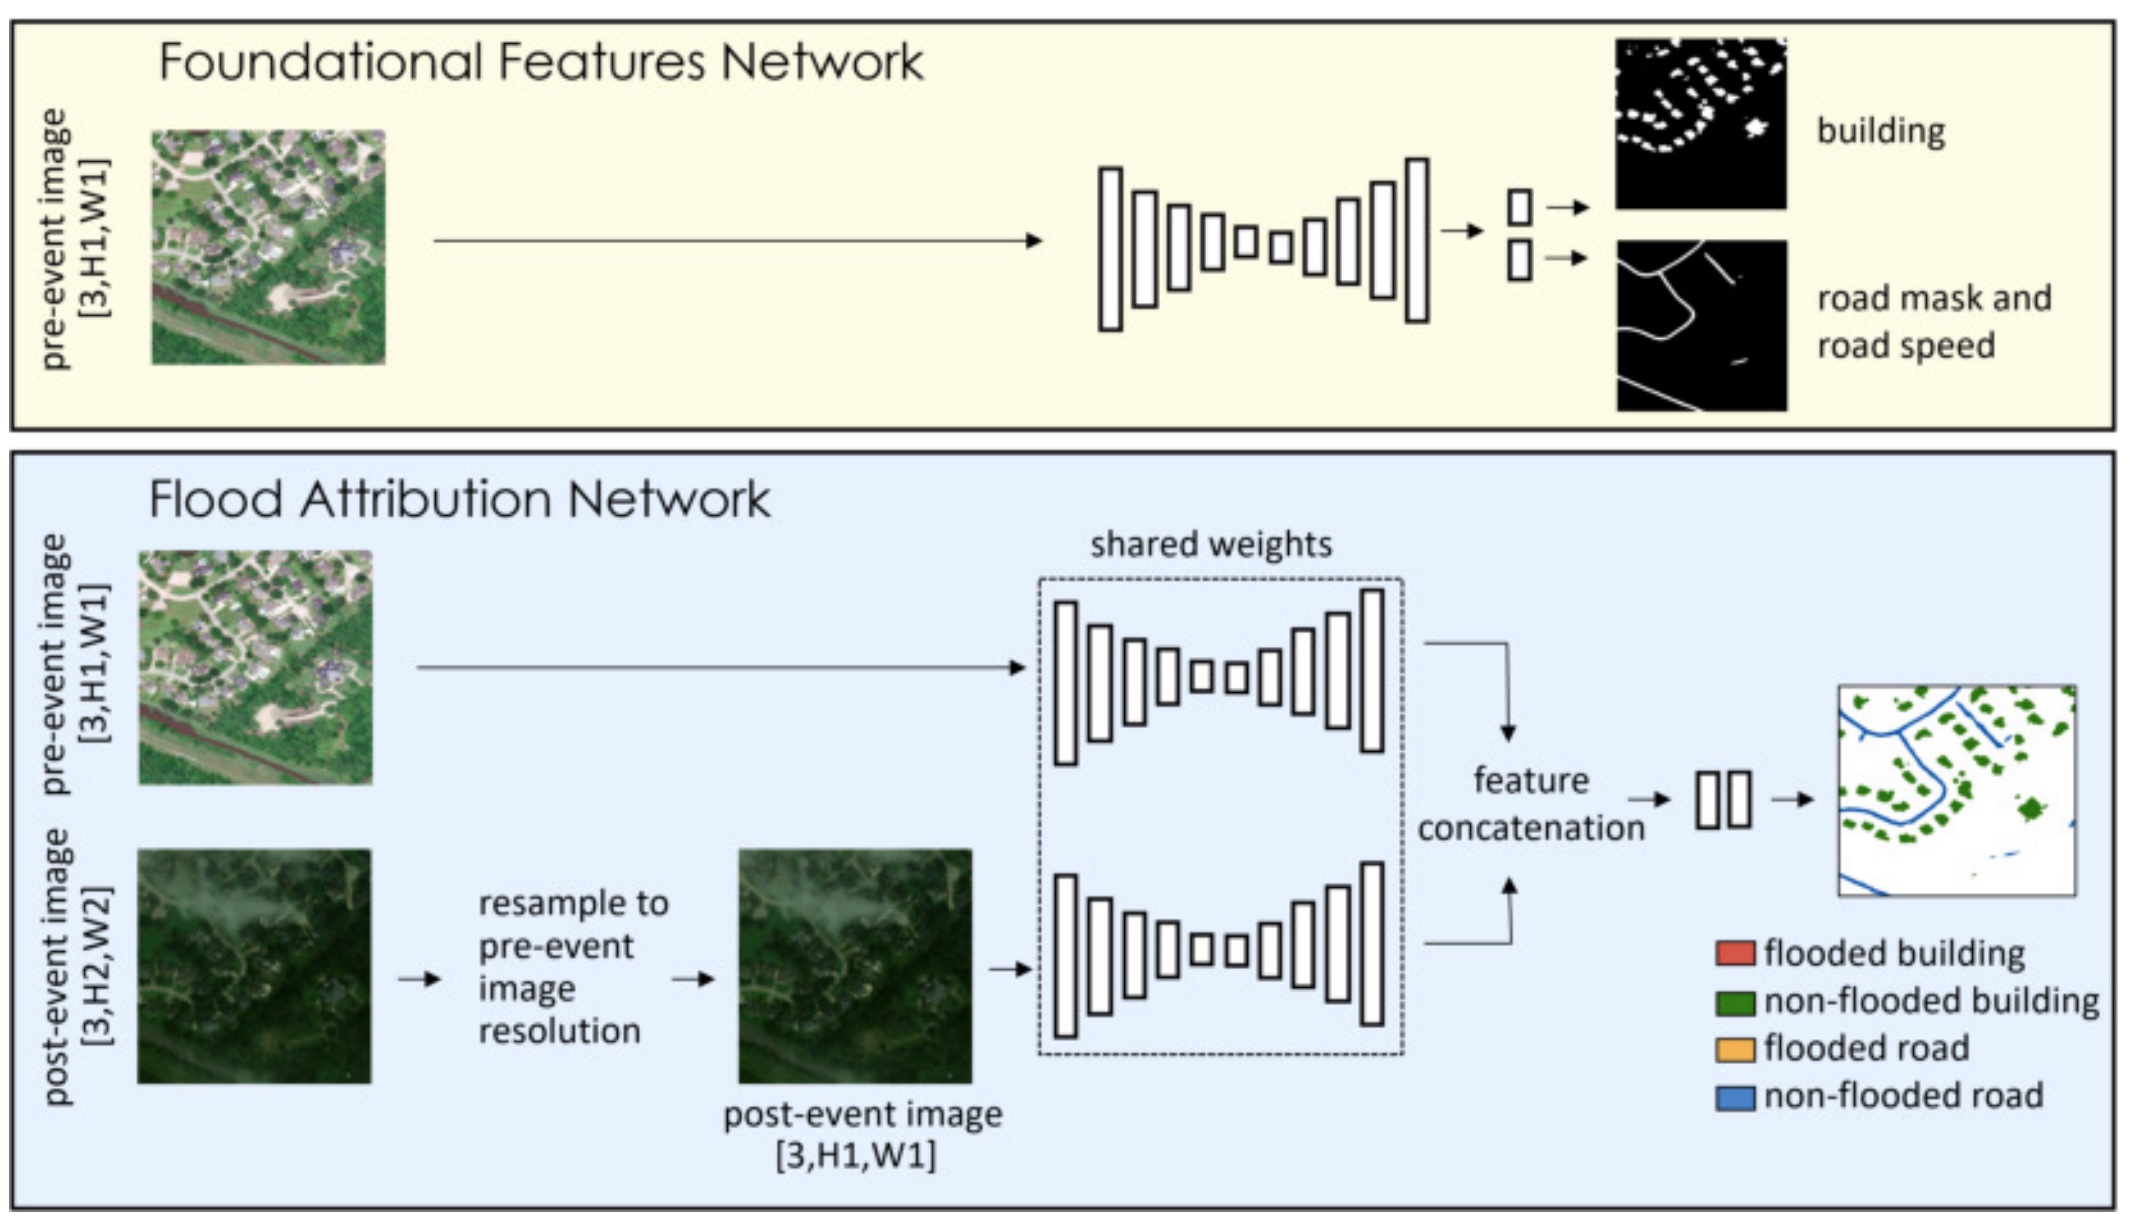 Foundational Features Network
pre-event image
[3,H1,W1]
building
road mask and
road speed
Flood Attribution Network
pre-event image
[3,H1,W1]
shared weights
feature
concatenation
post-event image
[3,H2,W2]
resample to
pre-event
image
resolution
post-event image
[3,H1,W1]
flooded building
non-flooded building
flooded road
non-flooded road